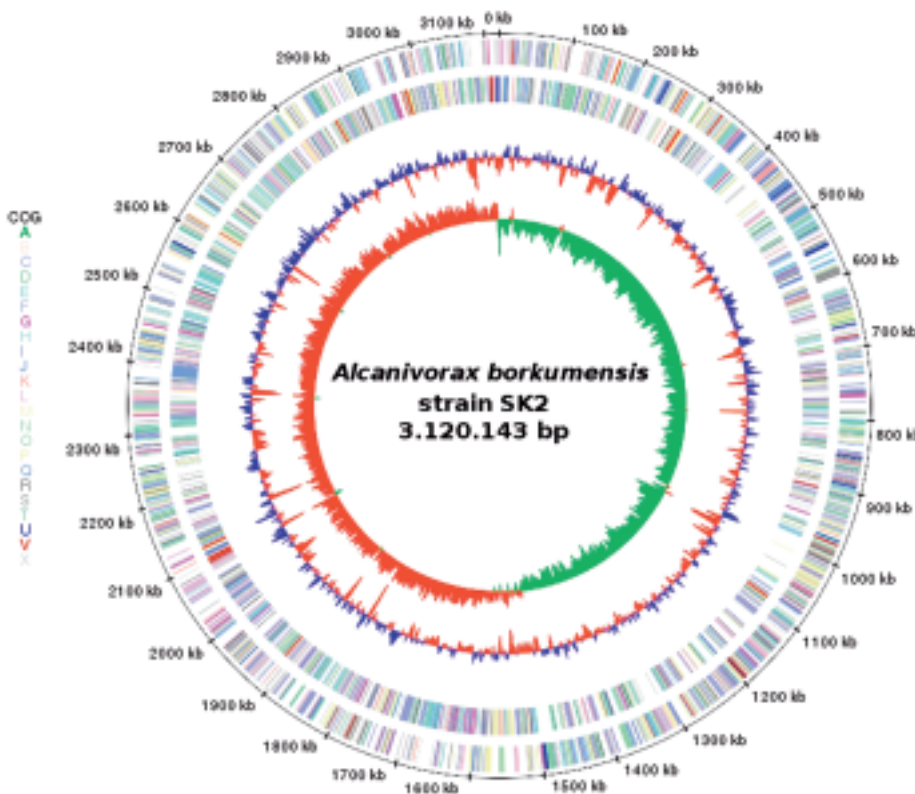 0 kb
100 kb
200 kb
300 kb
400 kb
500 kb
600 kb
700 kb
800 kb
900 kb
1000 kb
1100 kb
1200 kb
1300 kb
1400 kb
1500 kb
1600 kb
1700 kb
1800 kb
1900 kb
2000 kb
2100 kb
2200 kb
2300 kb
2400 kb
2500 kb
2600 kb
2700 kb
2800 kb
2900 kb
3000 kb
3100 kb
COG
A
C
D
E
F
G
H
I
J
K
L
M
N
O
P
Q
R
S
T
U
V
X
Alcanivorax borkumensis
strain SK2
3.120.143 bp